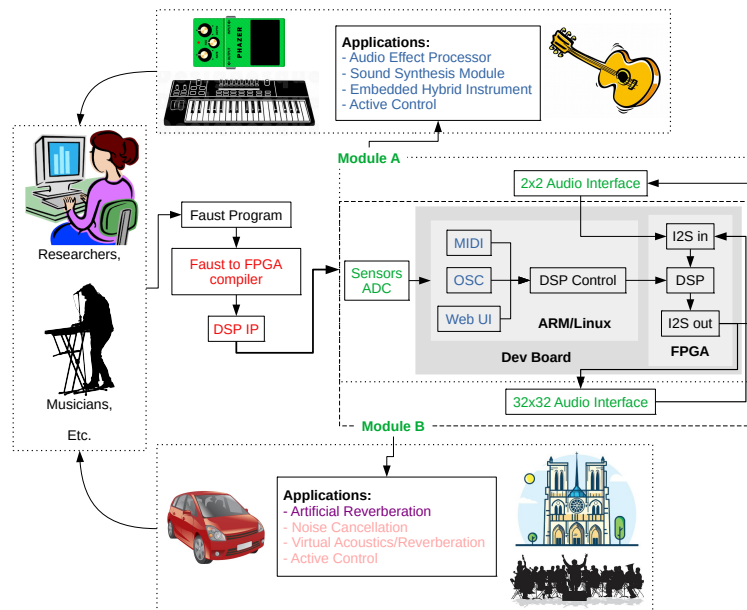 PHAZER
Applications:
- Audio Effect Processor
- Sound Synthesis Module
- Embedded Hybrid Instrument
- Active Control
Module A
2x2 Audio Interface
Researchers,
Musicians,
Etc.
Faust Program
Faust to FPGA
compiler
DSP IP
Sensors
ADC
MIDI
OSC
Web UI
DSP Control
ARM/Linux
Dev Board
I2S in
DSP
I2S out
FPGA
32x32 Audio Interface
Module B
Applications:
- Artificial Reverberation
- Noise Cancellation
- Virtual Acoustics/Reverberation
- Active Control